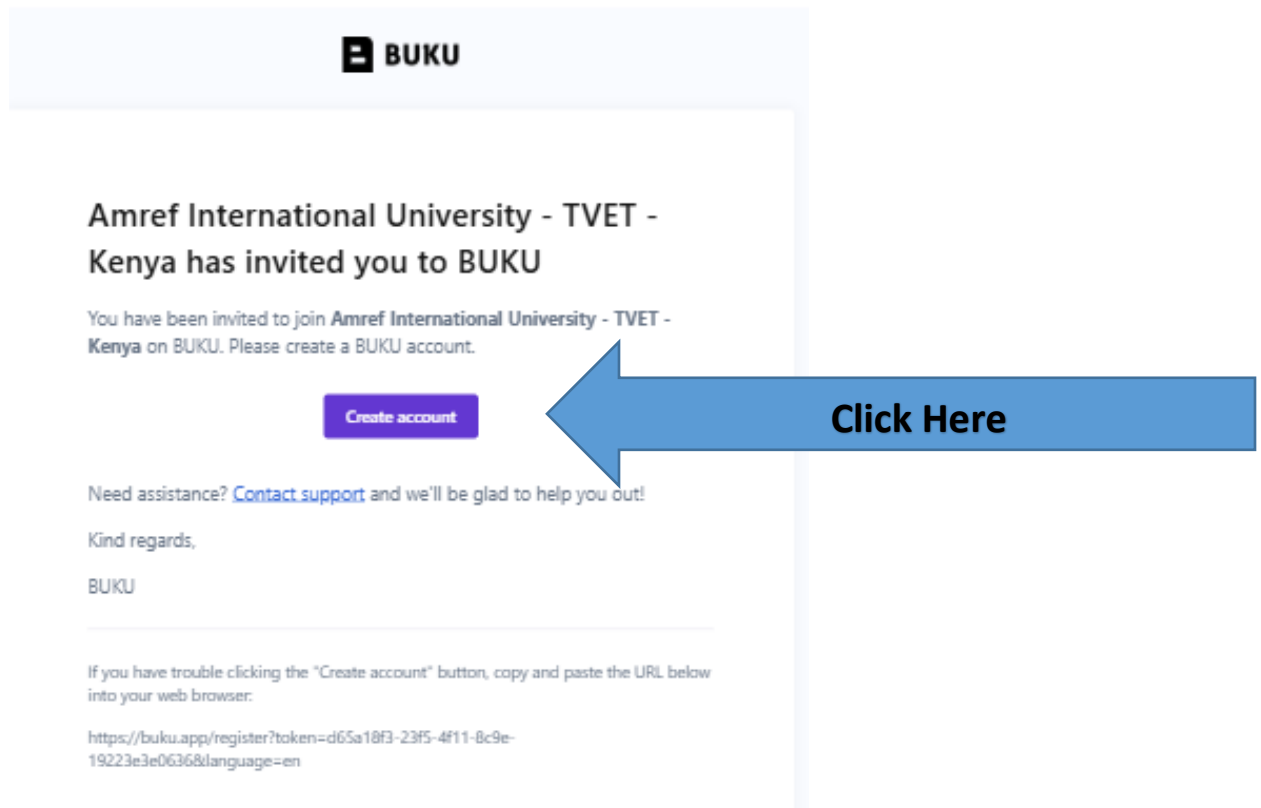 BUKU
Amref International University - TVET -
Kenya has invited you to BUKU
You have been invited to join Amref International University - TVET -
Kenya on BUKU. Please create a BUKU account.
Create account
Click Here
Need assistance? Contact support and we'll be glad to help you out!
Kind regards,
BUKU
If you have trouble clicking the "Create account" button, copy and paste the URL below
into your web browser:
https://buku.app/register?token=d65a18f3-23f5-4f11-8c9e-
19223e3e0636&language=en